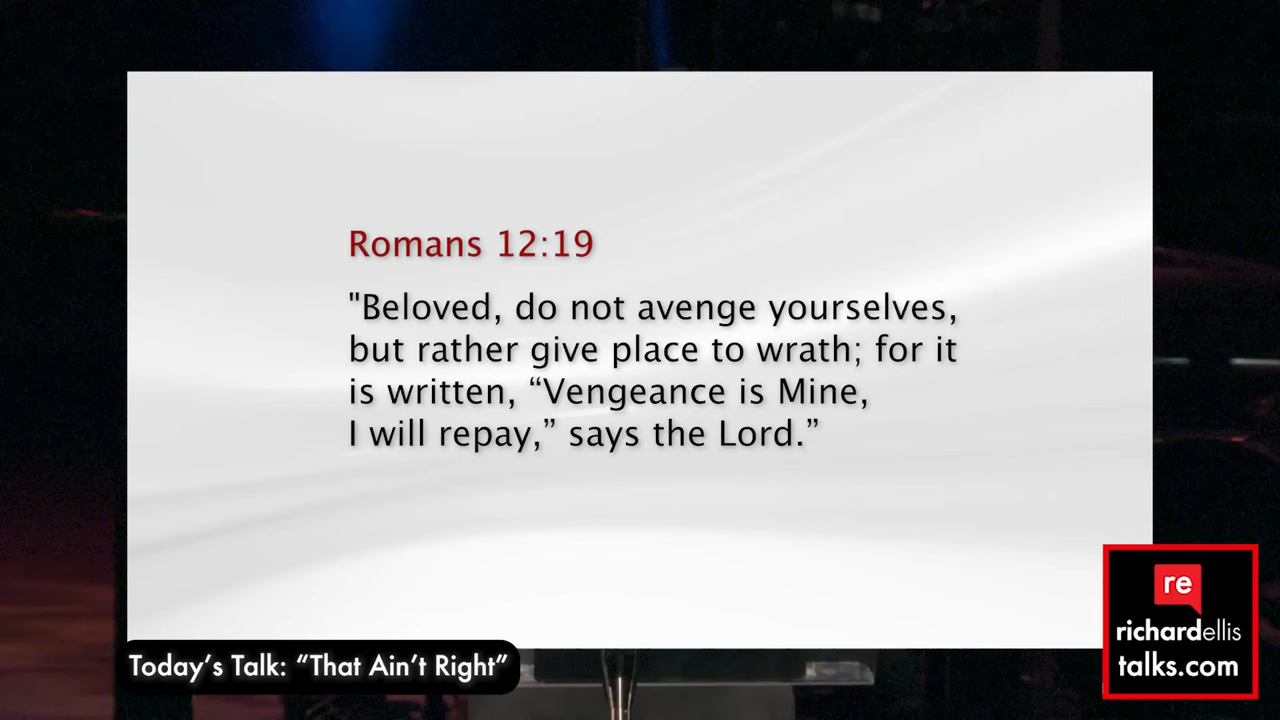 Romans 12:19
"Beloved, do not avenge yourselves,
but rather give place to wrath; for it
is written, “Vengeance is Mine,
I will repay,” says the Lord.”
Today’s Talk: “That Ain’t Right”
re
richardellis
talks.com